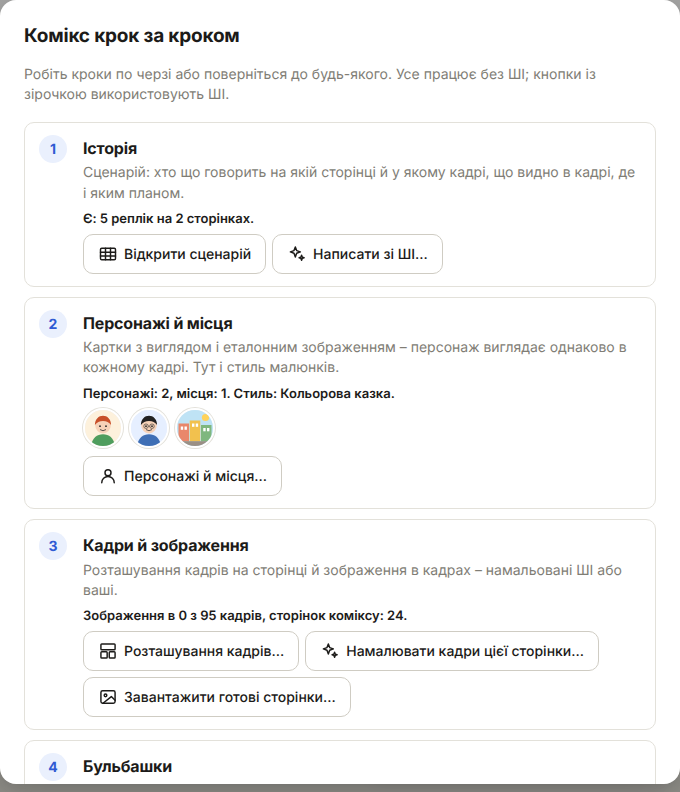 Комікс крок за кроком
Робіть кроки по черзі або поверніться до будь-якого. Усе працює без ШІ; кнопки із
зірочкою використовують ШІ.
1
Історія
Сценарій: хто що говорить на якій сторінці й у якому кадрі, що видно в кадрі, де
і яким планом.
Є: 5 реплік на 2 сторінках.
Відкрити сценарій
Написати зі ШІ...
2
Персонажі й місця
Картки з виглядом і еталонним зображенням – персонаж виглядає однаково в
кожному кадрі. Тут і стиль малюнків.
Персонажі: 2, місця: 1. Стиль: Кольорова казка.
Персонажі й місця...
3
Кадри й зображення
Розташування кадрів на сторінці й зображення в кадрах – намальовані ШІ або
ваші.
Зображення в 0 з 95 кадрів, сторінок коміксу: 24.
Розташування кадрів...
Намалювати кадри цієї сторінки...
Завантажити готові сторінки...
4
Бульбашки